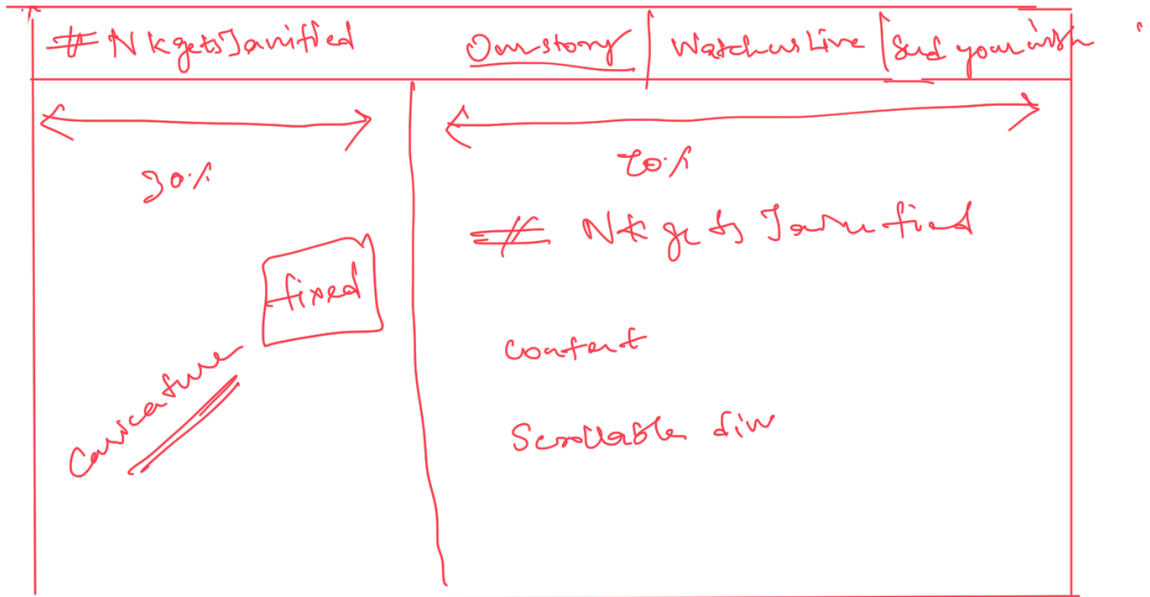 # NkgetsJanified
Our story | Watch us Live | Send your wish
30%
70%
# Nk gets Janified
fixed
content
Caricature
Scrollable div